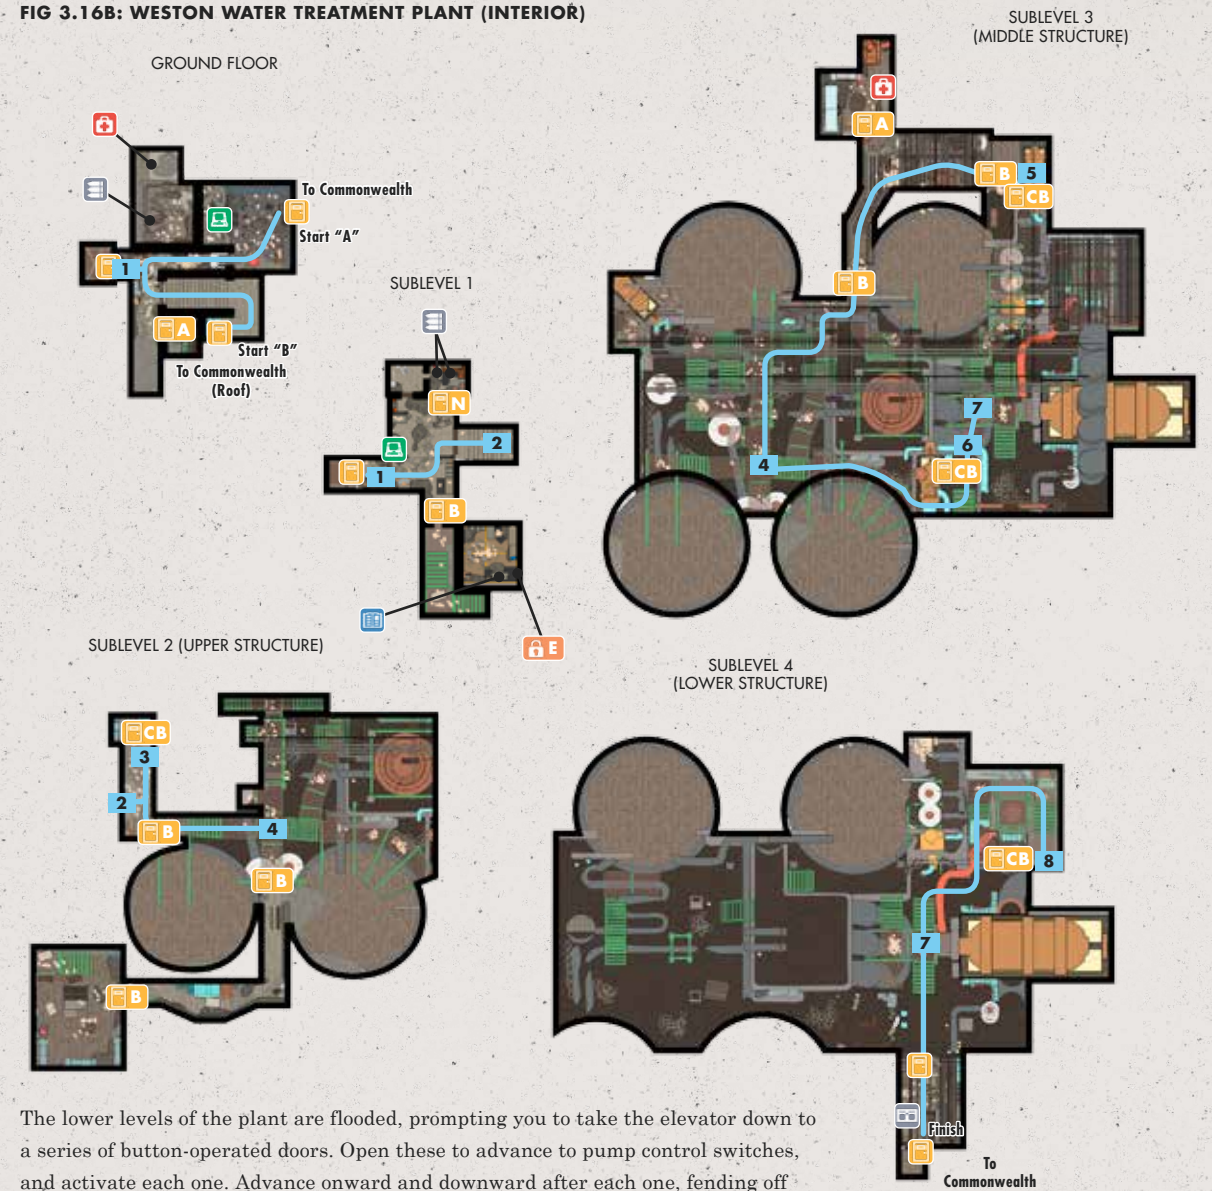 FIG 3.16B: WESTON WATER TREATMENT PLANT (INTERIOR)
GROUND FLOOR
To Commonwealth
Start “A”
1
A
Start “B”
To Commonwealth
(Roof)
SUBLEVEL 1
N
2
1
B
E
SUBLEVEL 3
(MIDDLE STRUCTURE)
A
B
5
CB
B
7
6
4
CB
SUBLEVEL 2 (UPPER STRUCTURE)
CB
3
2
B
4
B
B
SUBLEVEL 4
(LOWER STRUCTURE)
CB
8
7
Finish
To
Commonwealth
The lower levels of the plant are flooded, prompting you to take the elevator down to
a series of button-operated doors. Open these to advance to pump control switches,
and activate each one. Advance onward and downward after each one, fending off